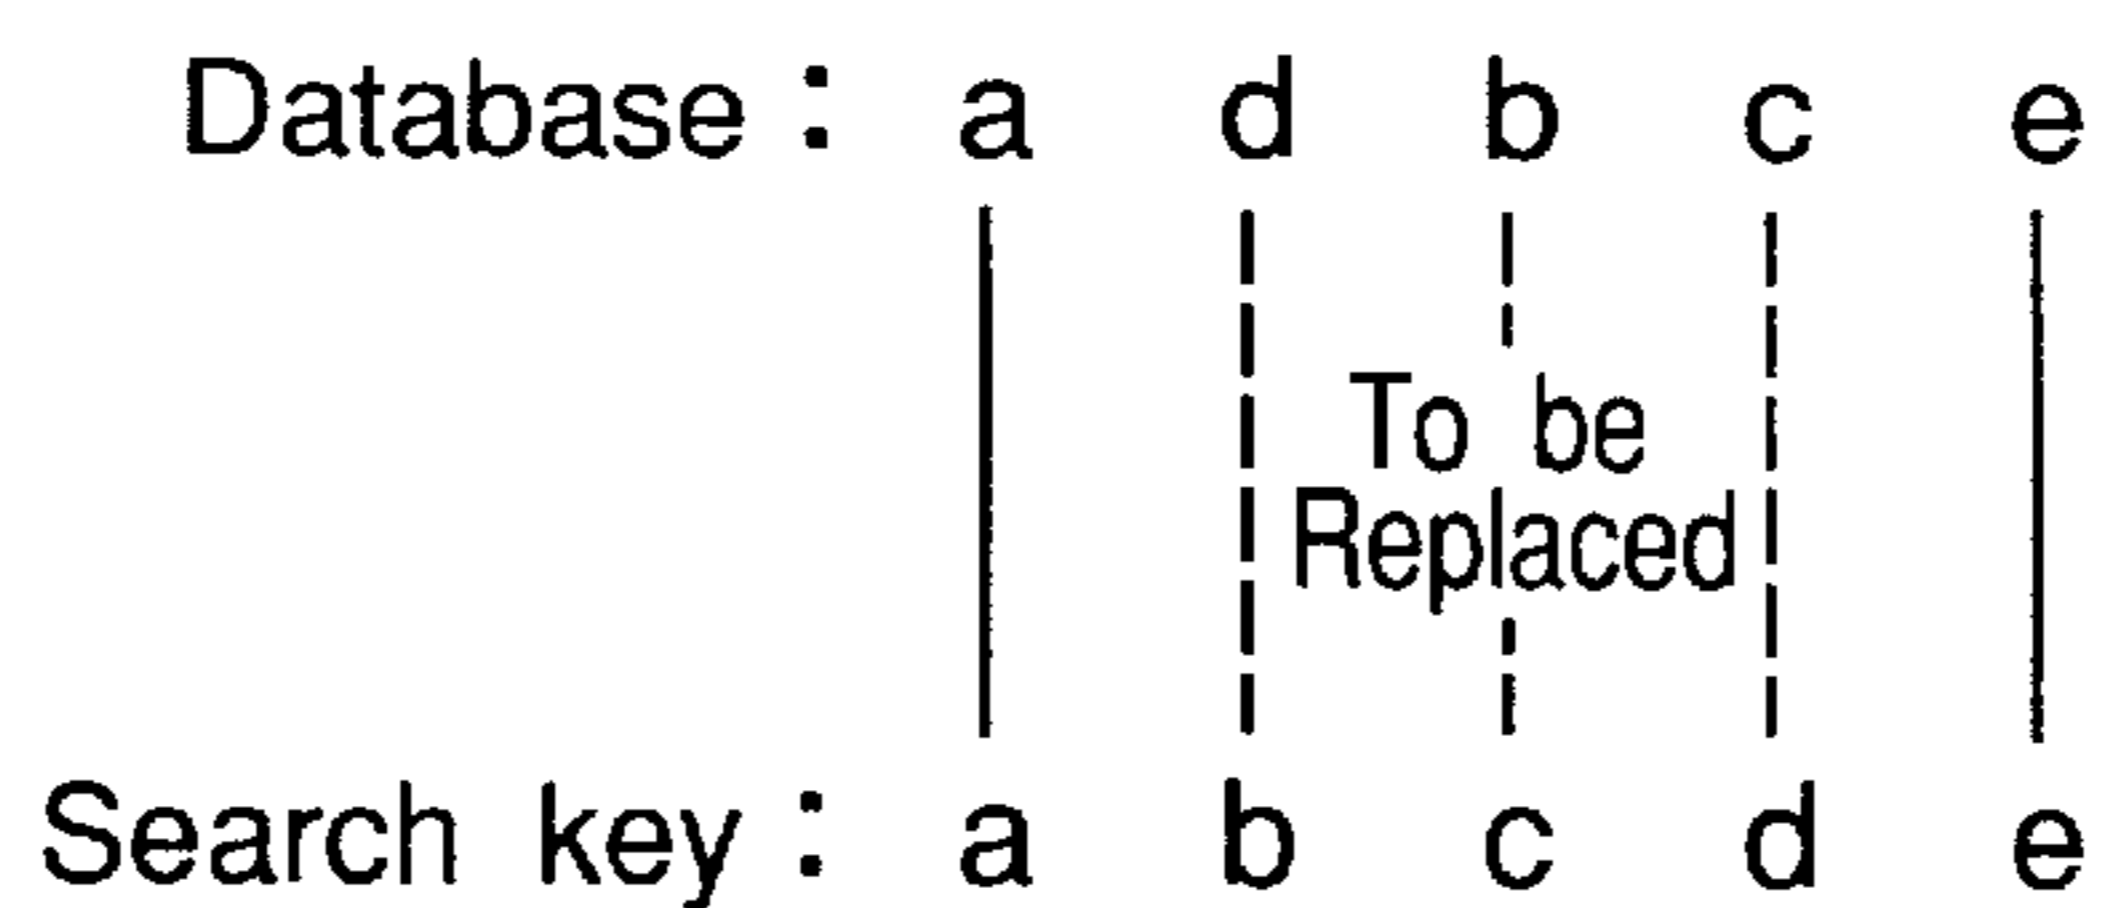 Database : a d b c e
To be
Replaced
Search key : a b c d e